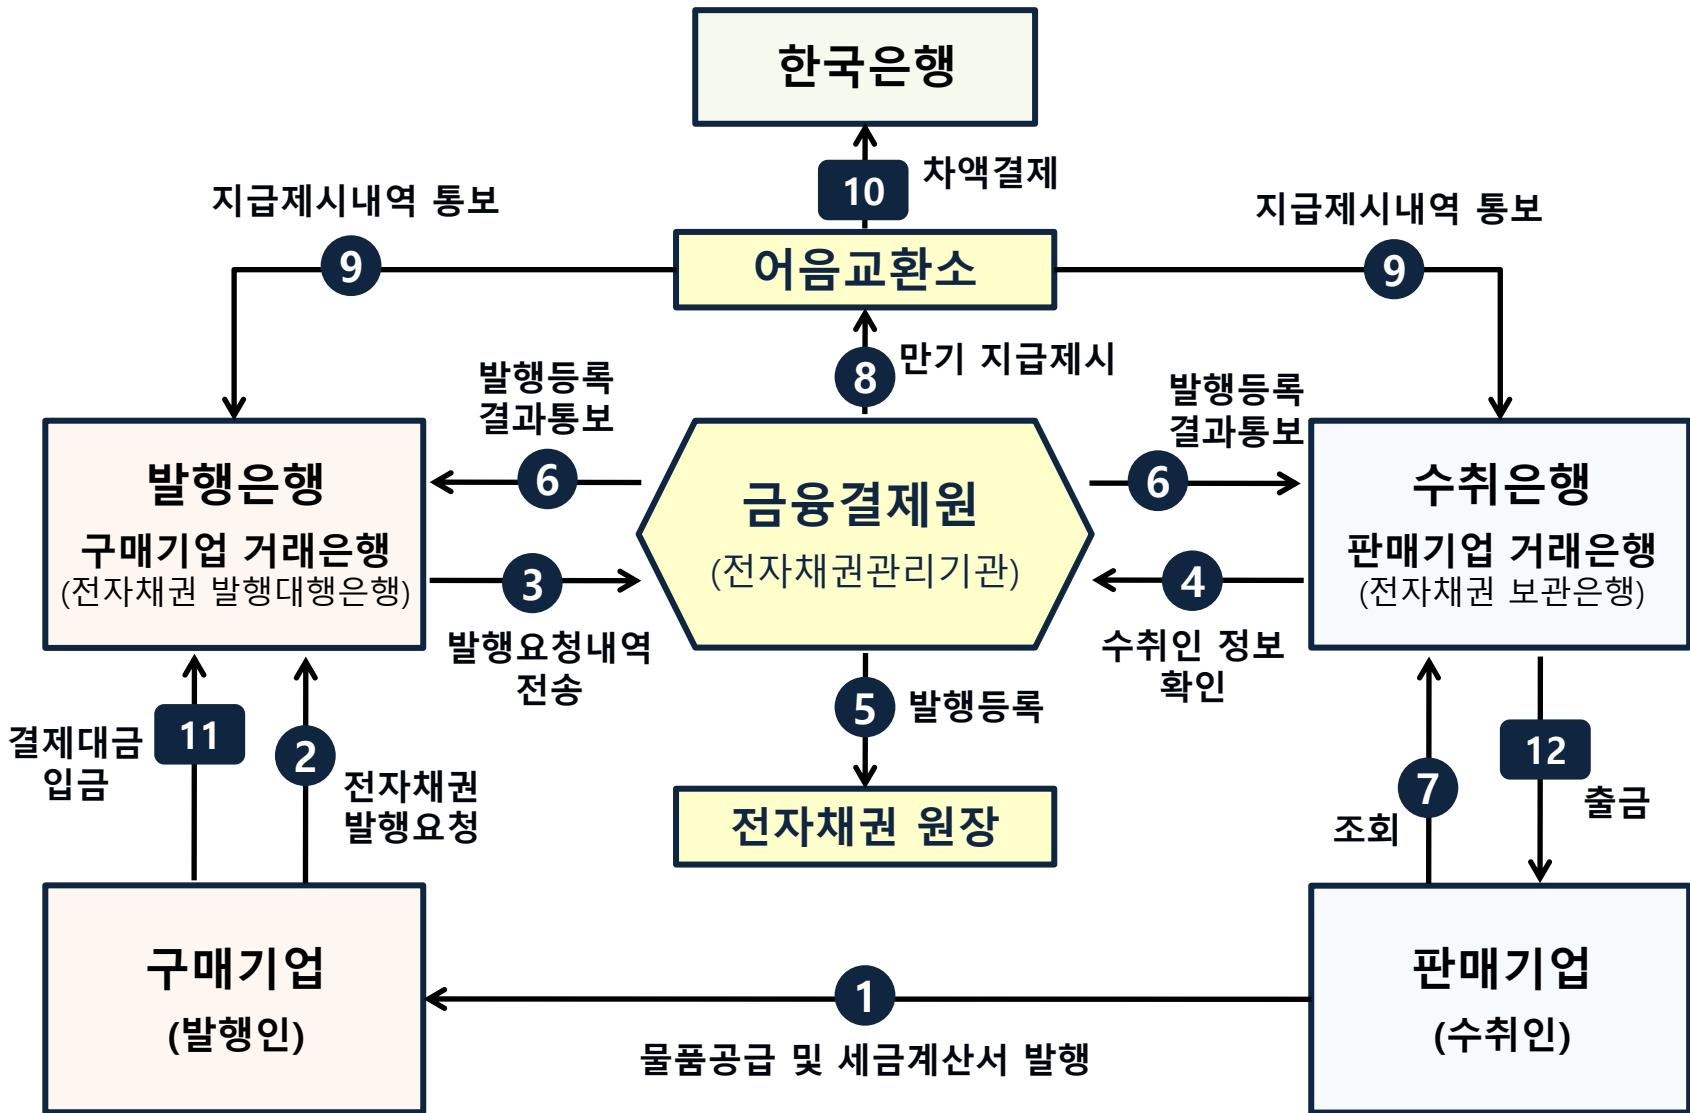 한국은행
10
차액결제
지급제시내역 통보
지급제시내역 통보
9
어음교환소
9
8
만기 지급제시
발행등록
결과통보
발행등록
결과통보
발행은행
구매기업 거래은행
(전자채권 발행대행은행)
6
금융결제원
(전자채권관리기관)
6
수취은행
판매기업 거래은행
(전자채권 보관은행)
3
4
발행요청내역
전송
수취인 정보
확인
5
발행등록
결제대금
입금
11
2
전자채권
발행요청
전자채권 원장
7
조회
12
출금
구매기업
(발행인)
1
물품공급 및 세금계산서 발행
판매기업
(수취인)